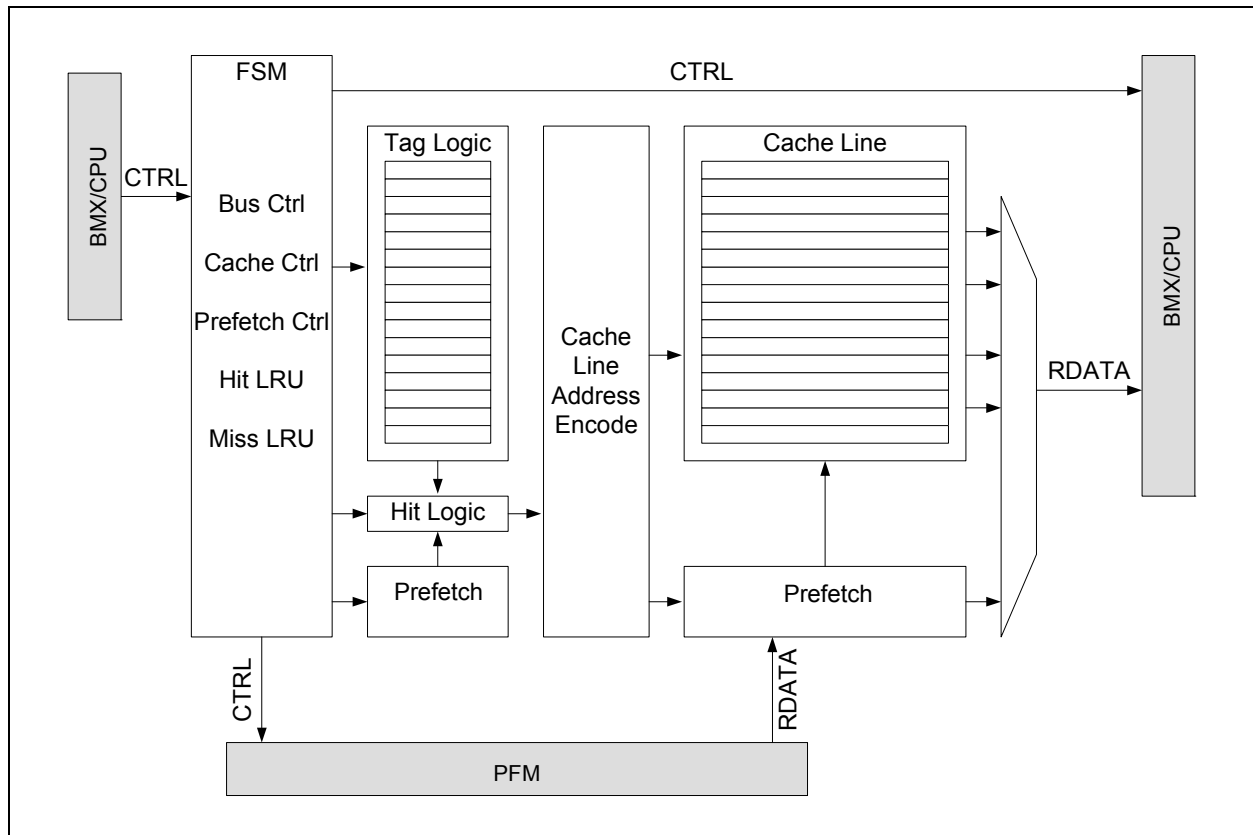 FSM
CTRL
BMX/CPU
CTRL
Bus Ctrl
Cache Ctrl
Prefetch Ctrl
Hit LRU
Miss LRU
Tag Logic
Hit Logic
Prefetch
Cache
Line
Address
Encode
Cache Line
Prefetch
RDATA
BMX/CPU
CTRL
RDATA
PFM